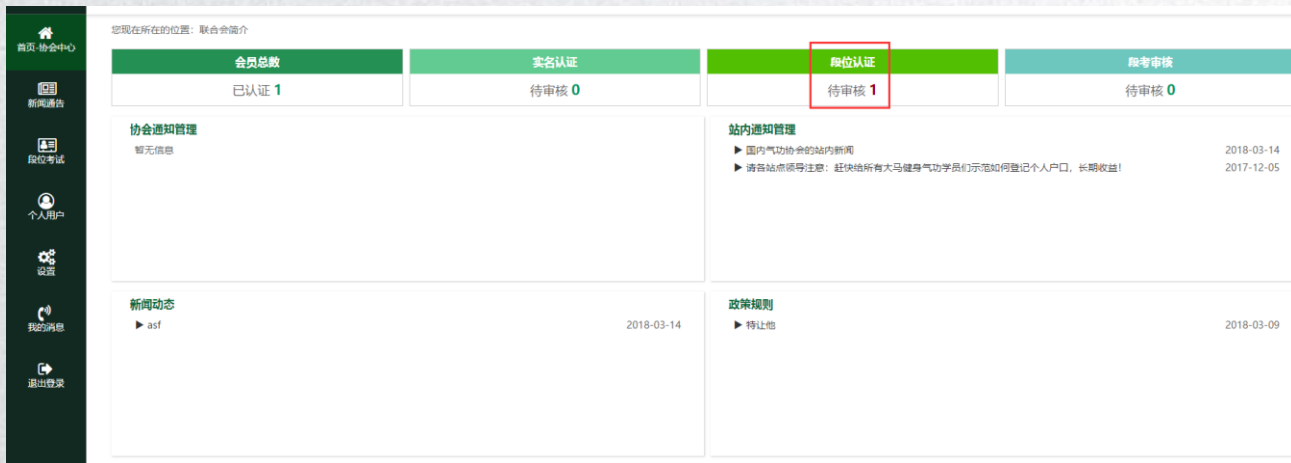 您现在所在的位置：联合会简介
首页-协会中心
新闻通告
段位考试
个人用户
设置
我的消息
退出登录
会员总数
已认证 1
实名认证
待审核 0
段位认证
待审核 1
段考审核
待审核 0
协会通知管理
暂无信息
站内通知管理
▶ 国内气功协会的站内新闻 2018-03-14
▶ 请各站点领导注意：赶快给所有大马健身气功学员们示范如何登记个人户口，长期收益！ 2017-12-05
新闻动态
▶ asf 2018-03-14
政策规则
▶ 特让他 2018-03-09